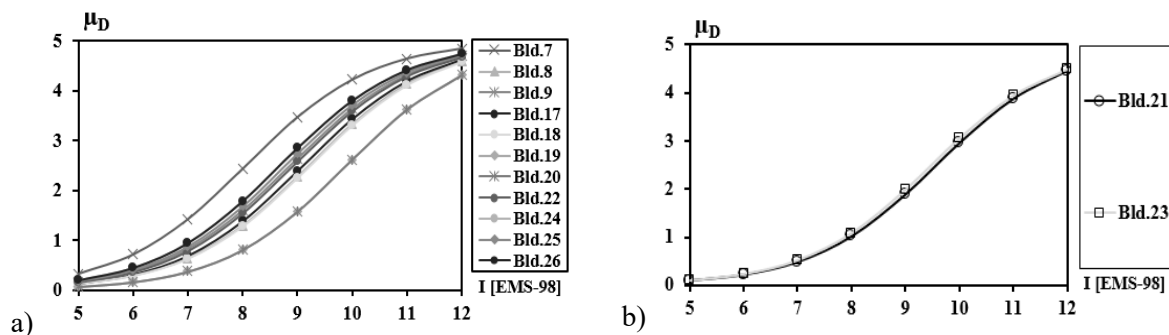 μD
5
4
3
2
1
0
5 6 7 8 9 10 11 12
I [EMS-98]
Bld.7
Bld.8
Bld.9
Bld.17
Bld.18
Bld.19
Bld.20
Bld.22
Bld.24
Bld.25
Bld.26
a)
μD
5
4
3
2
1
0
5 6 7 8 9 10 11 12
I [EMS-98]
Bld.21
Bld.23
b)